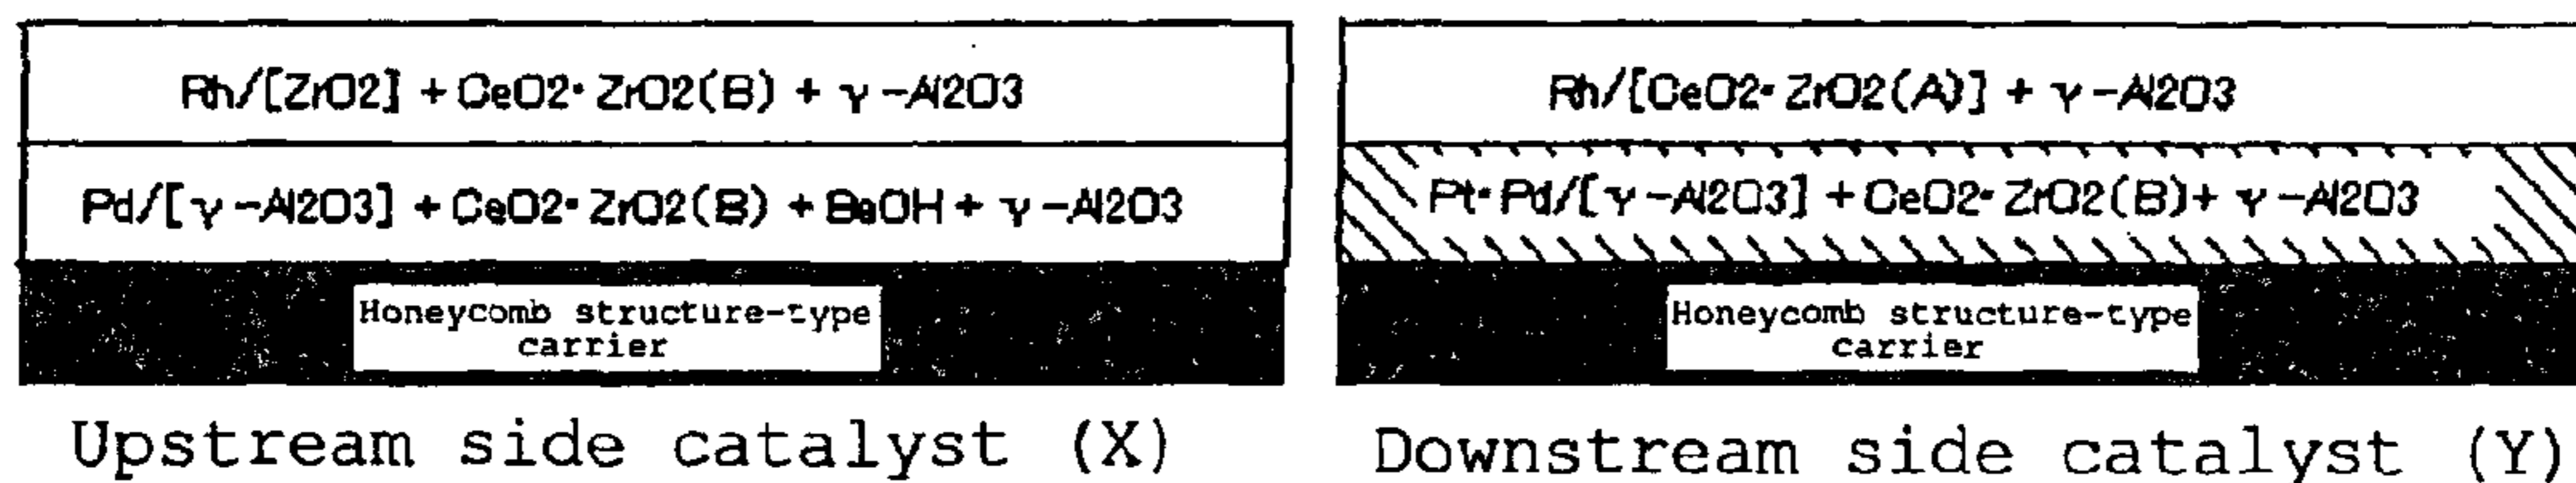 Rh/[ZrO2] + CeO2・ZrO2(B) + γ-Al2O3
Pd/[γ-Al2O3] + CeO2・ZrO2(B) + BaOH + γ-Al2O3
Honeycomb structure-type
carrier
Upstream side catalyst (X)
Rh/[CeO2・ZrO2(A)] + γ-Al2O3
Pt・Pd/[γ-Al2O3] + CeO2・ZrO2(B)+ γ-Al2O3
Honeycomb structure-type
carrier
Downstream side catalyst (Y)